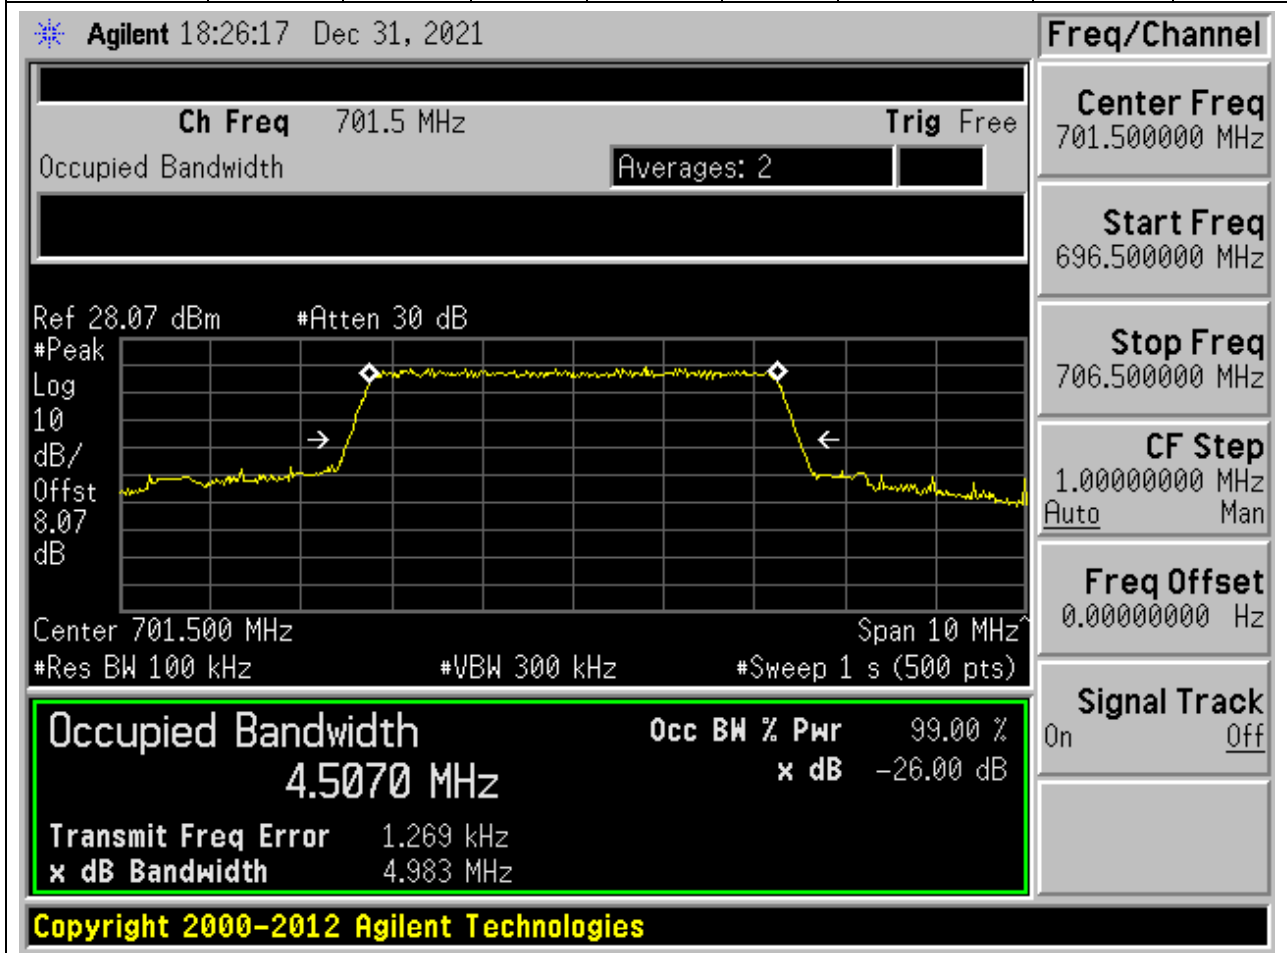 Agilent 18:26:17 Dec 31, 2021
Freq/Channel
Ch Freq 701.5 MHz Trig Free
Occupied Bandwidth Averages: 2
Center Freq
701.500000 MHz
Start Freq
696.500000 MHz
Stop Freq
706.500000 MHz
CF Step
1.00000000 MHz
Auto Man
Freq Offset
0.00000000 Hz
Signal Track
On Off
Ref 28.07 dBm #Atten 30 dB
#Peak
Log
10
dB/
Offst
8.07
dB
Center 701.500 MHz Span 10 MHz^
#Res BW 100 kHz #VBW 300 kHz #Sweep 1 s (500 pts)
Occupied Bandwidth Occ BW % Pwr 99.00 %
4.5070 MHz x dB -26.00 dB
Transmit Freq Error 1.269 kHz
x dB Bandwidth 4.983 MHz
Copyright 2000-2012 Agilent Technologies